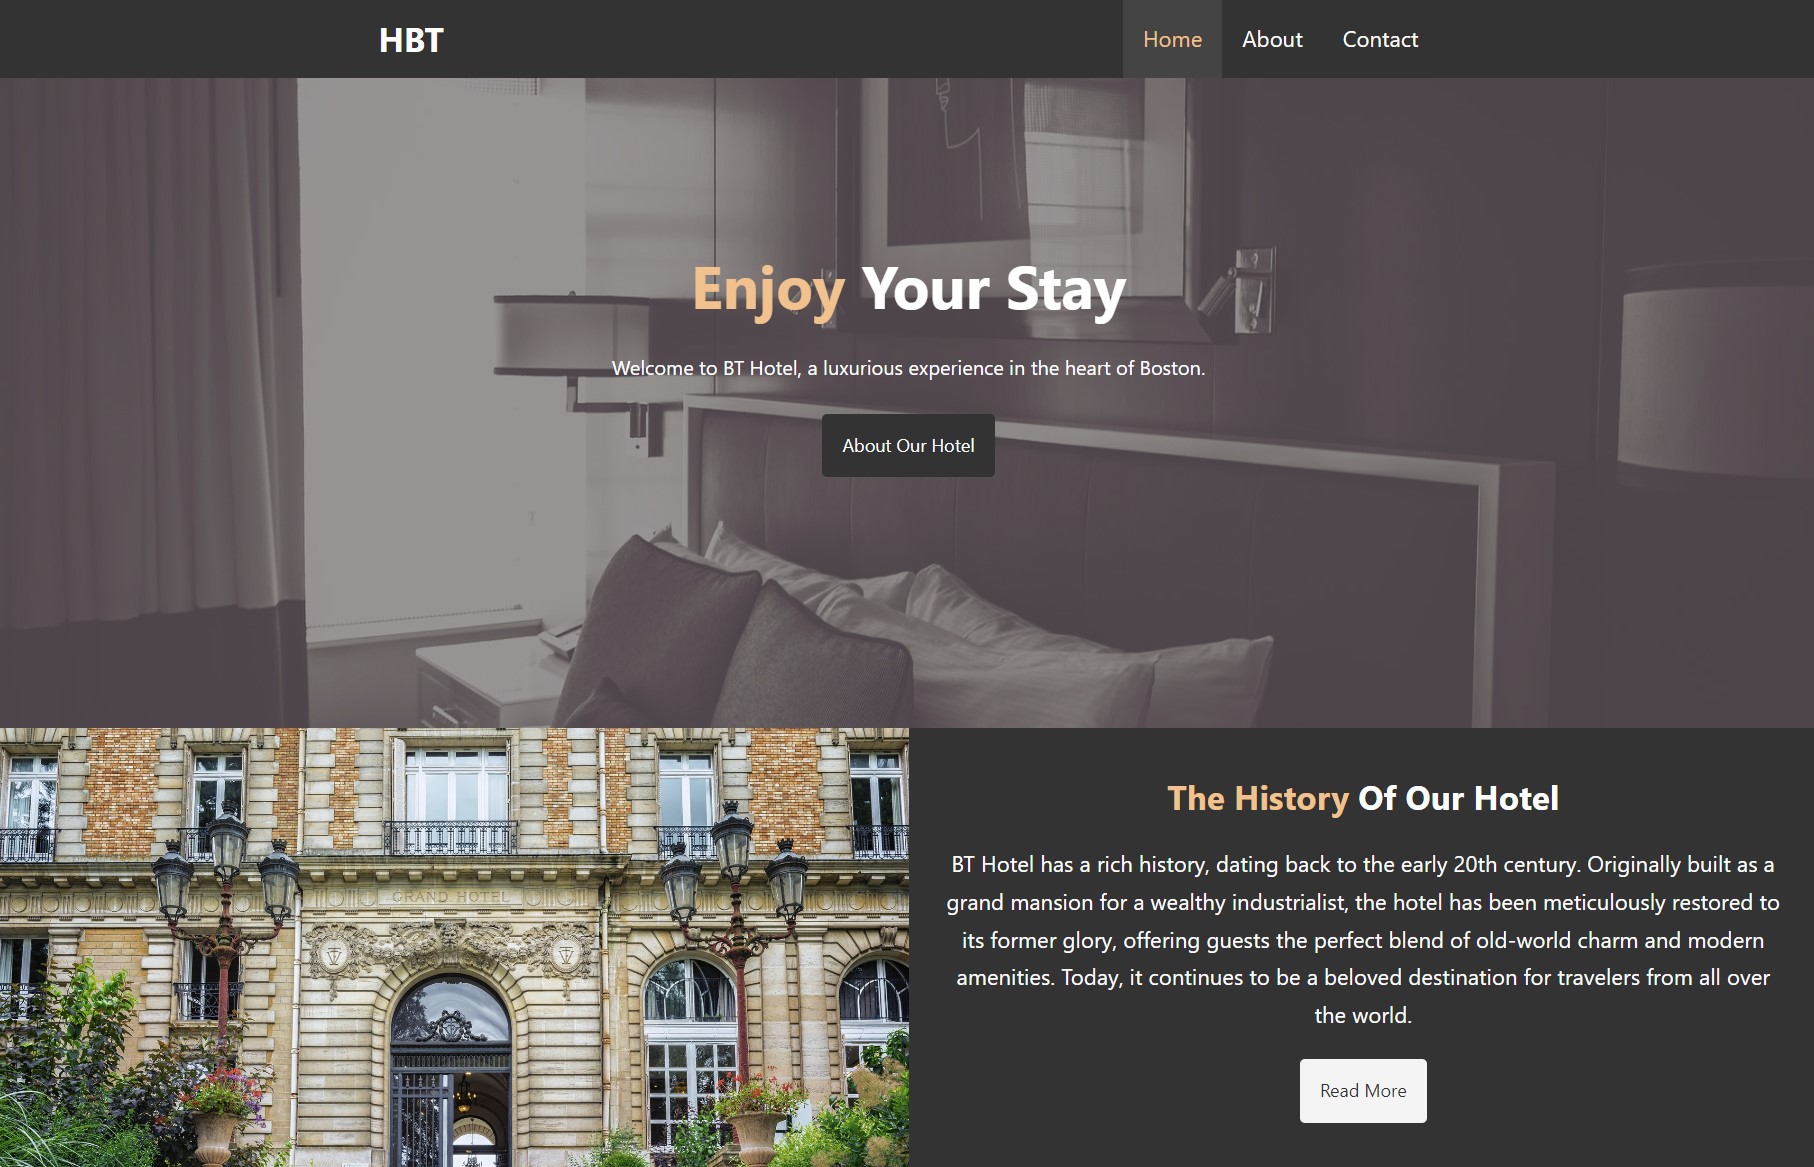 HBT
Home
About
Contact
Enjoy Your Stay
Welcome to BT Hotel, a luxurious experience in the heart of Boston.
About Our Hotel
GRAND HOTEL
The History Of Our Hotel
BT Hotel has a rich history, dating back to the early 20th century. Originally built as a
grand mansion for a wealthy industrialist, the hotel has been meticulously restored to
its former glory, offering guests the perfect blend of old-world charm and modern
amenities. Today, it continues to be a beloved destination for travelers from all over
the world.
Read More